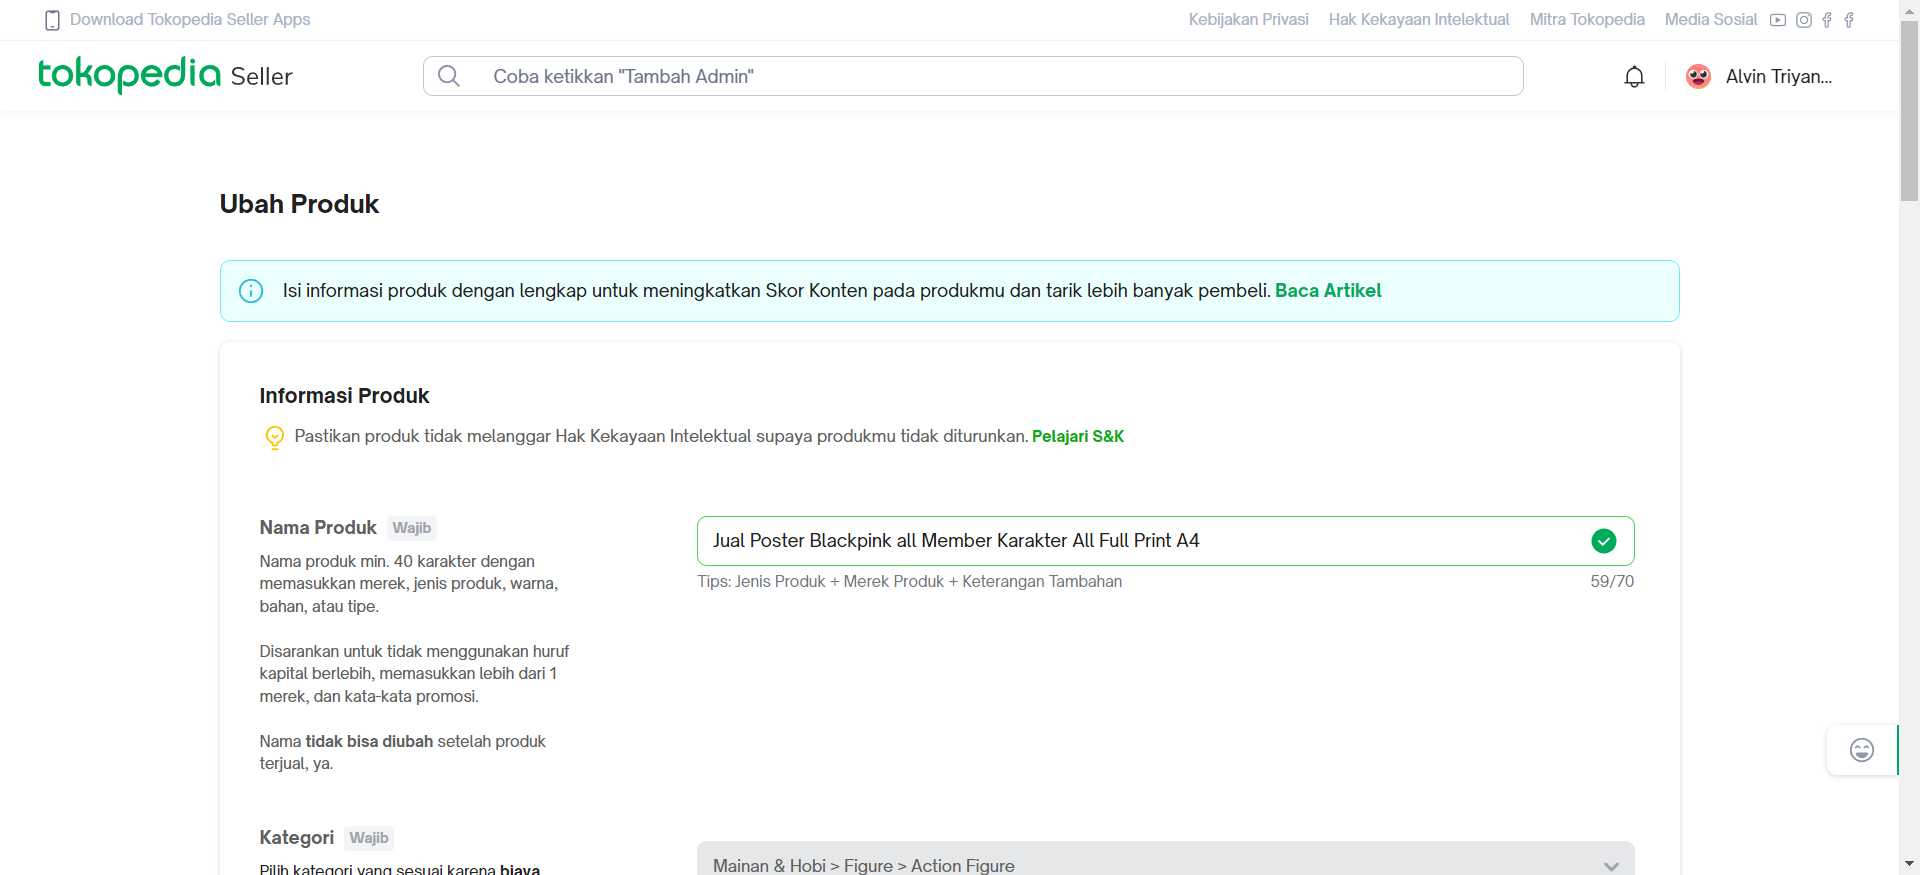 Download Tokopedia Seller Apps
Kebijakan Privasi Hak Kekayaan Intelektual Mitra Tokopedia Media Sosial
tokopedia Seller
Coba ketikkan "Tambah Admin"
Alvin Triyan...
Ubah Produk
Isi informasi produk dengan lengkap untuk meningkatkan Skor Konten pada produkmu dan tarik lebih banyak pembeli. Baca Artikel
Informasi Produk
Pastikan produk tidak melanggar Hak Kekayaan Intelektual supaya produkmu tidak diturunkan. Pelajari S&K
Nama Produk Wajib
Nama produk min. 40 karakter dengan
memasukkan merek, jenis produk, warna,
bahan, atau tipe.
Disarankan untuk tidak menggunakan huruf
kapital berlebih, memasukkan lebih dari 1
merek, dan kata-kata promosi.
Nama tidak bisa diubah setelah produk
terjual, ya.
Jual Poster Blackpink all Member Karakter All Full Print A4
Tips: Jenis Produk + Merek Produk + Keterangan Tambahan 59/70
Kategori Wajib
Pilih kategori yang sesuai karena biaya
Mainan & Hobi > Figure > Action Figure